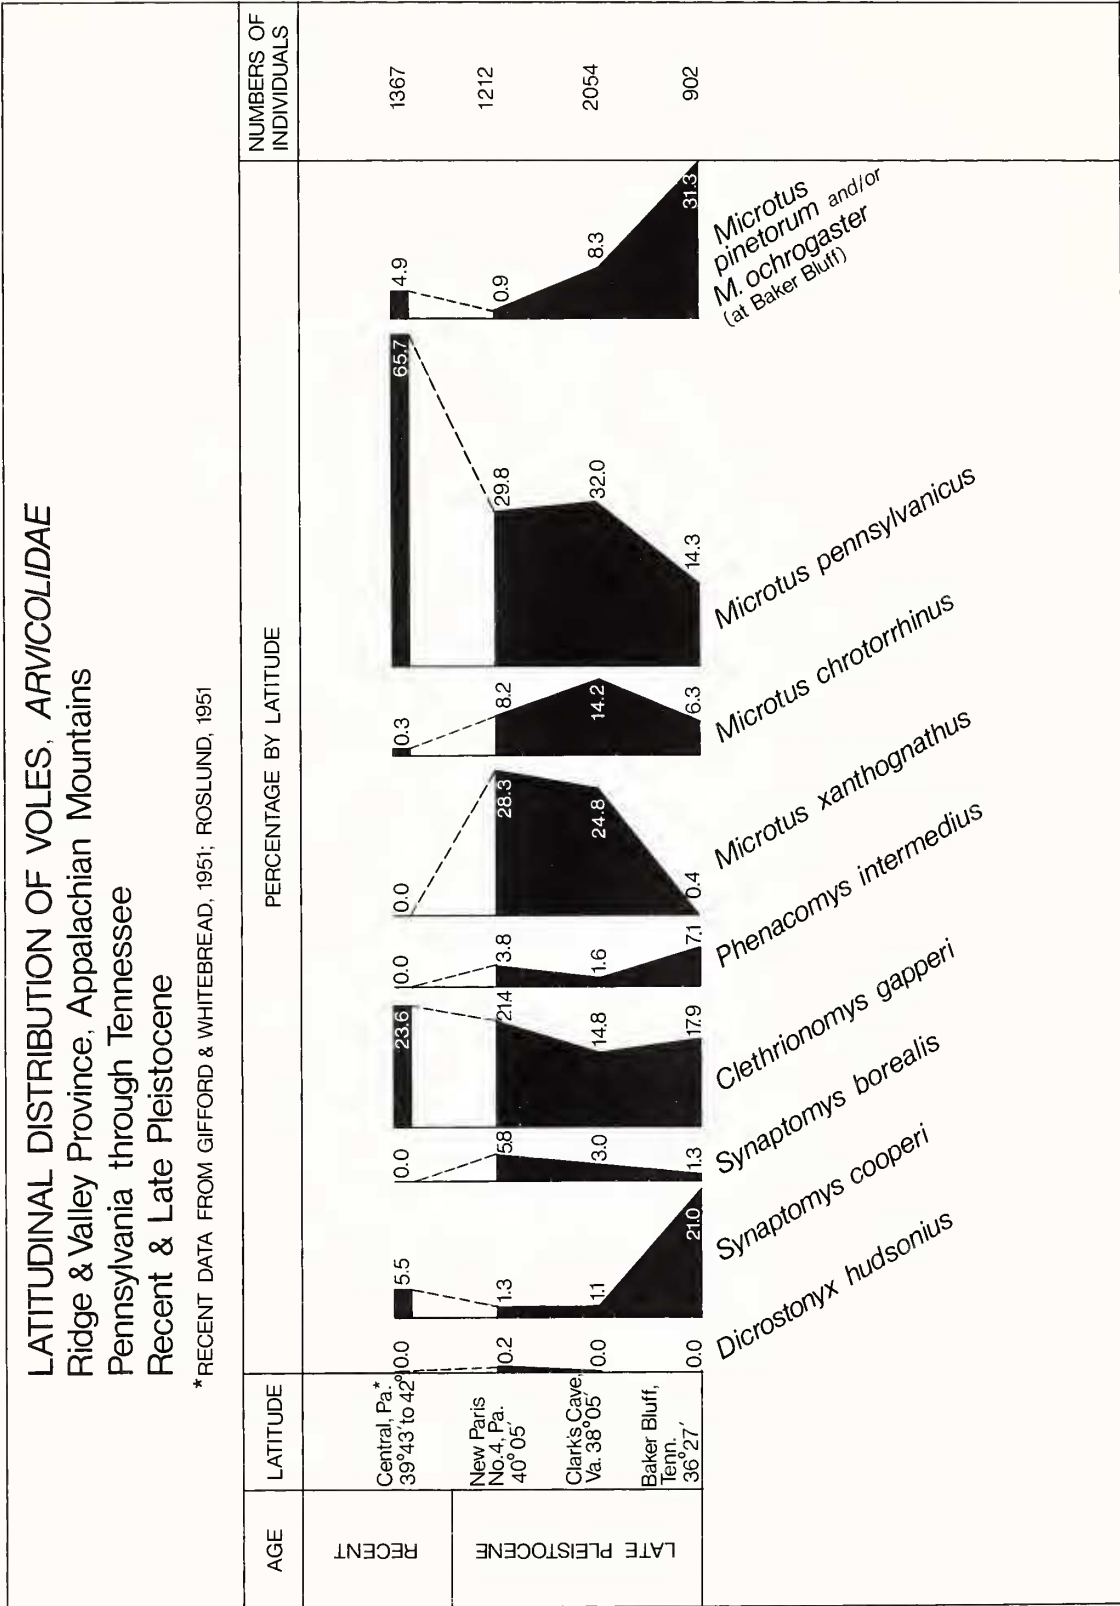 LATITUDINAL DISTRIBUTION OF VOLES, ARVICOLIDAE
Ridge & Valley Province, Appalachian Mountains
Pennsylvania through Tennessee
Recent & Late Pleistocene
*RECENT DATA FROM GIFFORD & WHITEBREAD, 1951; ROSLUND, 1951
AGE
LATITUDE
PERCENTAGE BY LATITUDE
NUMBERS OF
INDIVIDUALS
RECENT
Central, Pa.*
39°43′to 42°
0.0
5.5
0.0
23.6
0.0
0.0
0.3
65.7
4.9
1367
LATE PLEISTOCENE
New Paris
No.4, Pa.
40°05′
0.2
1.3
5.8
21.4
3.8
28.3
8.2
29.8
0.9
1212
Clark's Cave,
Va. 38°05′
0.0
1.1
3.0
14.8
1.6
24.8
14.2
32.0
8.3
2054
Baker Bluff,
Tenn.
36°27′
0.0
21.0
1.3
17.9
7.1
0.4
6.3
14.3
31.3
902
Dicrostonyx hudsonius
Synaptomys cooperi
Synaptomys borealis
Clethrionomys gapperi
Phenacomys intermedius
Microtus xanthognathus
Microtus chrotorrhinus
Microtus pennsylvanicus
Microtus
pinetorum and/or
M. ochrogaster
(at Baker Bluff)